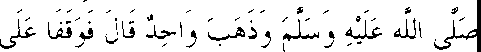 صَلَّى اللَّه عَلَيْهِ وَسَلَّمَ وَذَهَبَ وَاحِدٌ قَالَ فَوَقَفَا عَلَى